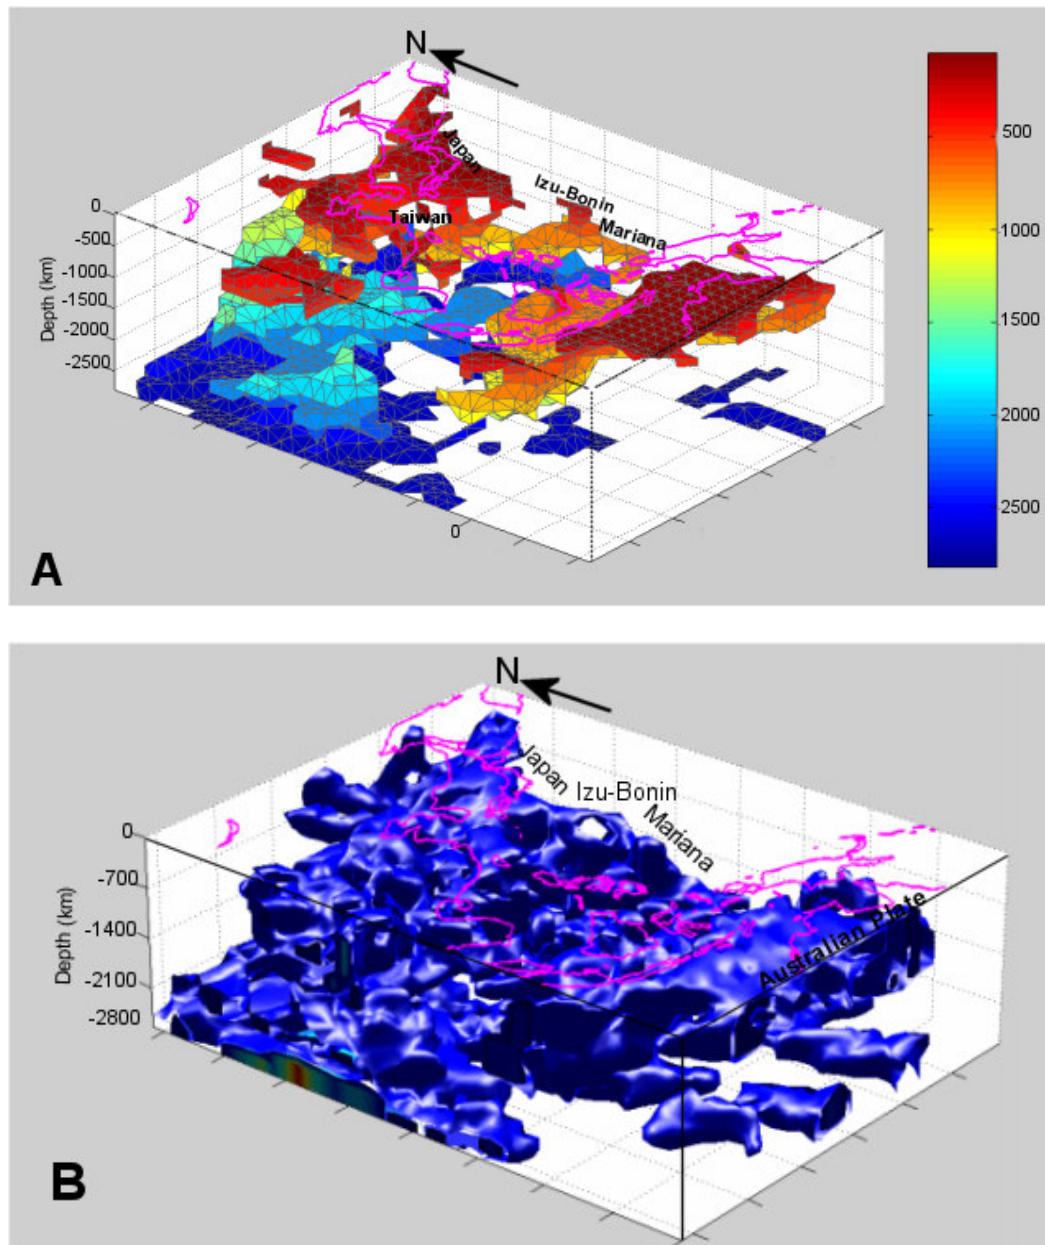 N
Japan
Izu-Bonin
Taiwan
Mariana
0
-500
-1000
-1500
-2000
-2500
Depth (km)
0
500
1000
1500
2000
2500
A
N
Japan
Izu-Bonin
Mariana
Australian Plate
0
-700
-1400
-2100
-2800
Depth (km)
B